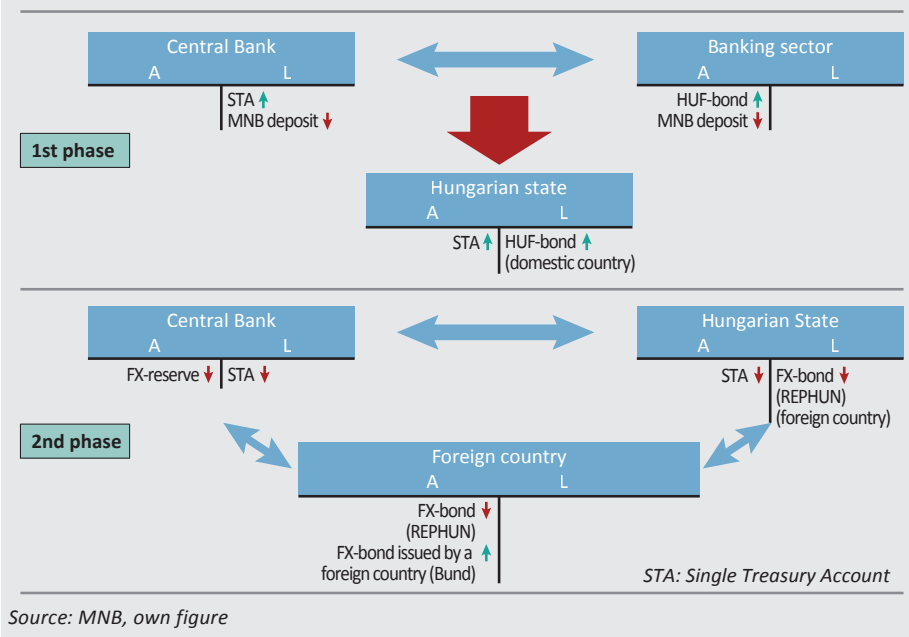 Central Bank
A L
STA
MNB deposit
Banking sector
A L
HUF-bond
MNB deposit
1st phase
Hungarian state
A L
STA
HUF-bond
(domestic country)
Central Bank
A L
FX-reserve
STA
Hungarian State
A L
STA
FX-bond
(REPHUN)
(foreign country)
2nd phase
Foreign country
A L
FX-bond
(REPHUN)
FX-bond issued by a
foreign country (Bund)
STA: Single Treasury Account
Source: MNB, own figure